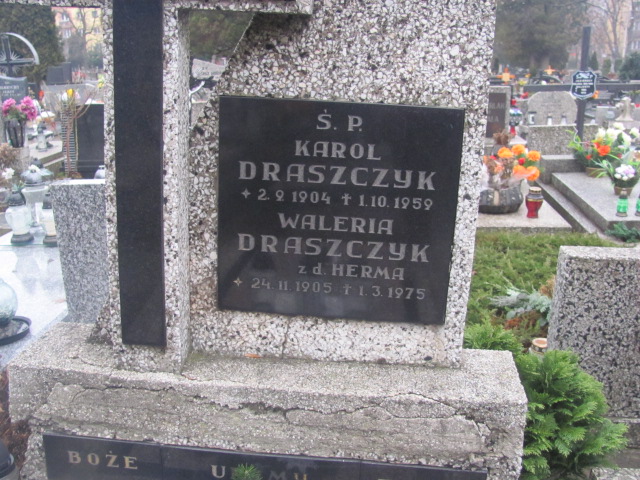 Ś. P.
KAROL
DRASZCZYK
+ 2.9 1904 ✝ 1.10.1959
WALERIA
DRASZCZYK
z d. HERMA
+ 24.11.1905 ✝ 1.3.1975
BOŻE